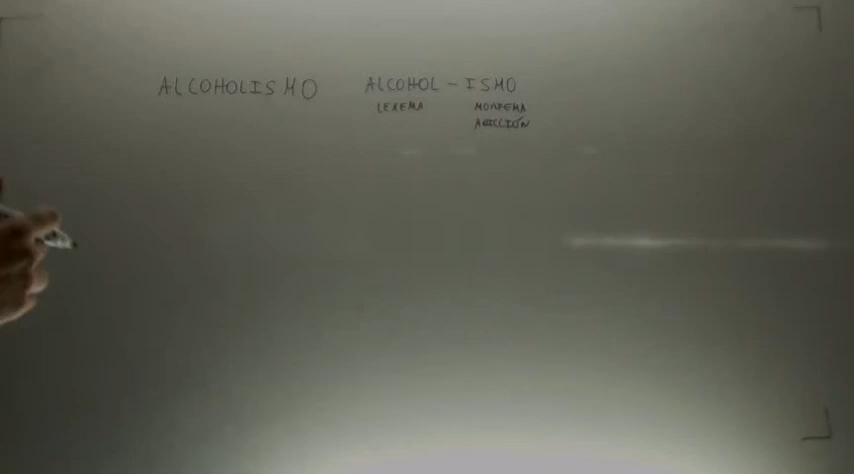 ALCOHOLISMO ALCOHOL - ISMO
LEXEMA MORFEMA
ADICCIÓN